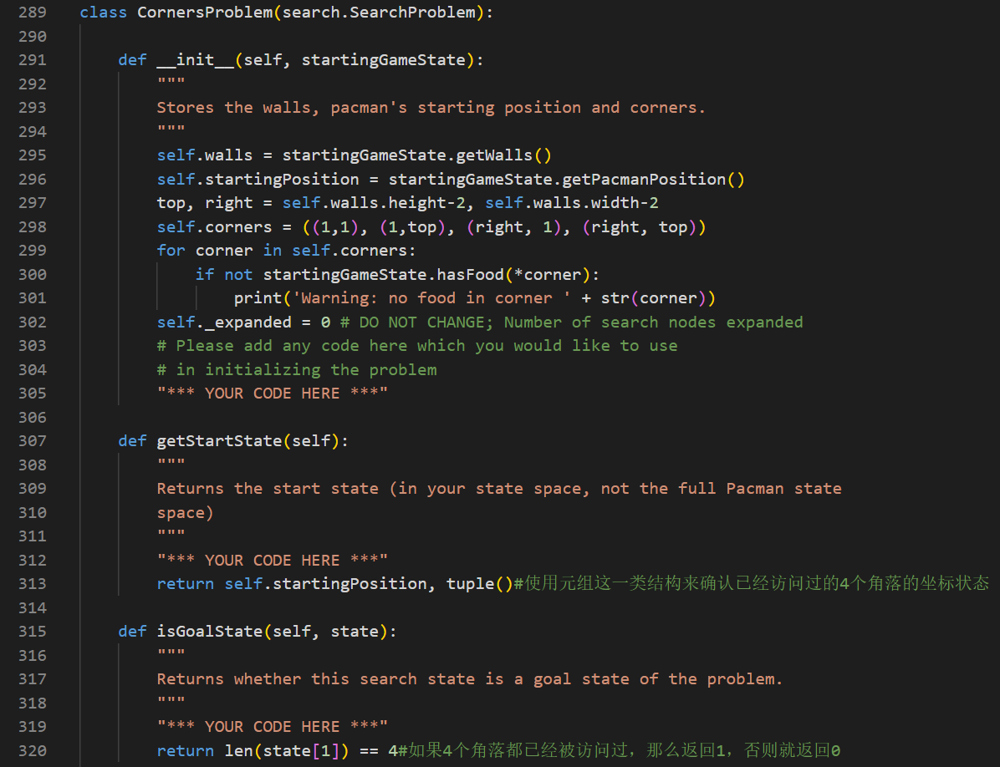 289 class CornersProblem(search.SearchProblem):
290
291     def __init__(self, startingGameState):
292         """
293         Stores the walls, pacman's starting position and corners.
294         """
295         self.walls = startingGameState.getWalls()
296         self.startingPosition = startingGameState.getPacmanPosition()
297         top, right = self.walls.height-2, self.walls.width-2
298         self.corners = ((1,1), (1,top), (right, 1), (right, top))
299         for corner in self.corners:
300             if not startingGameState.hasFood(*corner):
301                 print('Warning: no food in corner ' + str(corner))
302         self._expanded = 0 # DO NOT CHANGE; Number of search nodes expanded
303         # Please add any code here which you would like to use
304         # in initializing the problem
305         "*** YOUR CODE HERE ***"
306
307     def getStartState(self):
308         """
309         Returns the start state (in your state space, not the full Pacman state
310         space)
311         """
312         "*** YOUR CODE HERE ***"
313         return self.startingPosition, tuple()#使用元组这一类结构来确认已经访问过的4个角落的坐标状态
314
315     def isGoalState(self, state):
316         """
317         Returns whether this search state is a goal state of the problem.
318         """
319         "*** YOUR CODE HERE ***"
320         return len(state[1]) == 4#如果4个角落都已经被访问过，那么返回1，否则就返回0